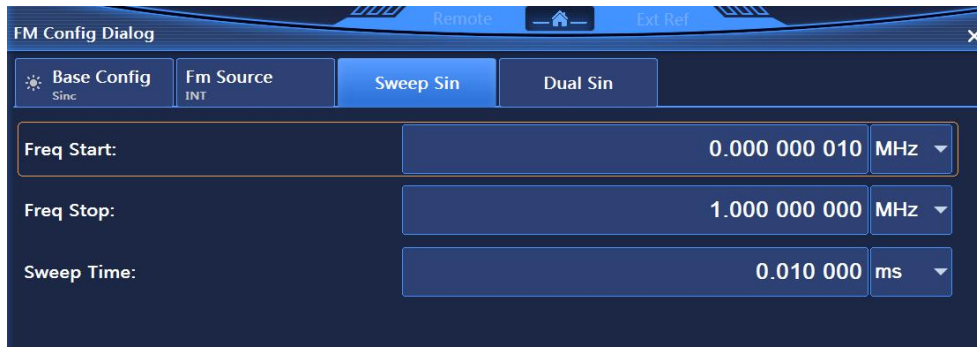 Remote
Ext Ref
FM Config Dialog
Base Config
Sinc
Fm Source
INT
Sweep Sin
Dual Sin
Freq Start: 0.000 000 010 MHz
Freq Stop: 1.000 000 000 MHz
Sweep Time: 0.010 000 ms